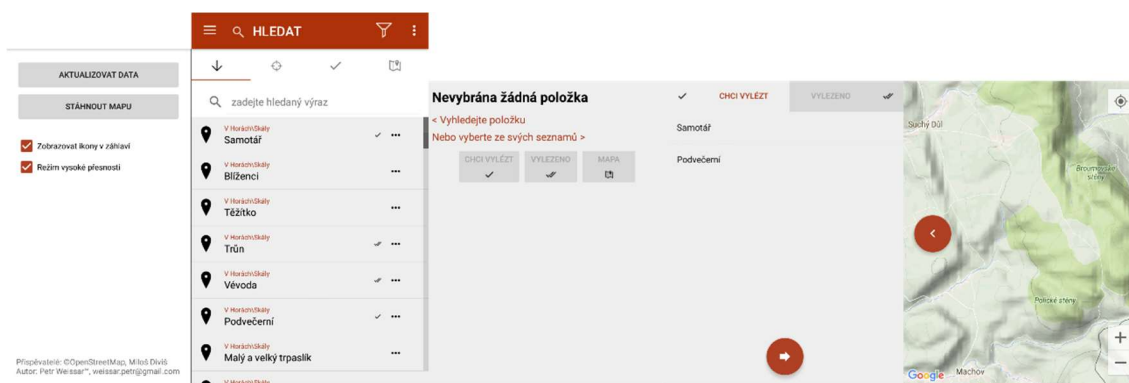 AKTUALIZOVAT DATA
STÁHNOUT MAPU
Zobrazovat ikony v záhlaví
Režim vysoké přesnosti
Přispěvatelé: ©OpenStreetMap, Miloš Diviš
Autor: Petr Weissar", weissar.petr@gmail.com
HLEDAT
zadejte hledaný výraz
V Horách\Skály
Samotář
V Horách\Skály
Blíženci
V Horách\Skály
Těžítko
V Horách\Skály
Trůn
V Horách\Skály
Vévoda
V Horách\Skály
Podvečerní
V Horách\Skály
Malý a velký trpaslík
V Horách\Skály
Nevybrána žádná položka
< Vyhledejte položku
Nebo vyberte ze svých seznamů >
CHCI VYLÉZT VYLEZENO MAPA
CHCI VYLÉZT VYLEZENO
Samotář
Podvečerní
Suchý Důl
Broumovské
stěny
Polické stěny
Machov
Google